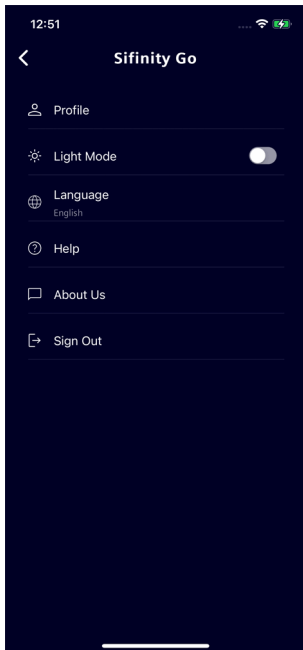 12:51
Sifinity Go
Profile
Light Mode
Language
English
Help
About Us
Sign Out